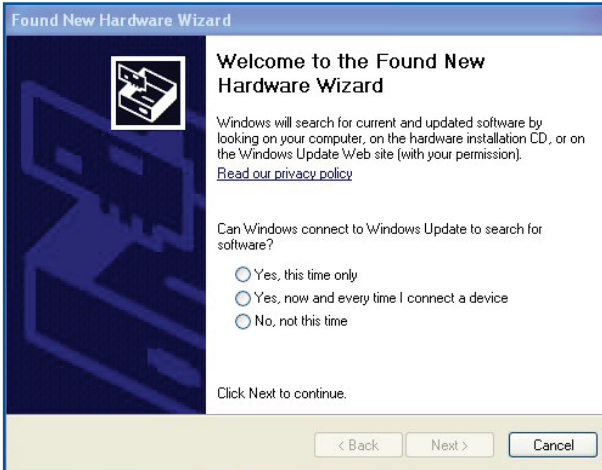 Found New Hardware Wizard
Welcome to the Found New
Hardware Wizard
Windows will search for current and updated software by
looking on your computer, on the hardware installation CD, or on
the Windows Update Web site (with your permission).
Read our privacy policy
Can Windows connect to Windows Update to search for
software?
Yes, this time only
Yes, now and every time I connect a device
No, not this time
Click Next to continue.
< Back Next > Cancel